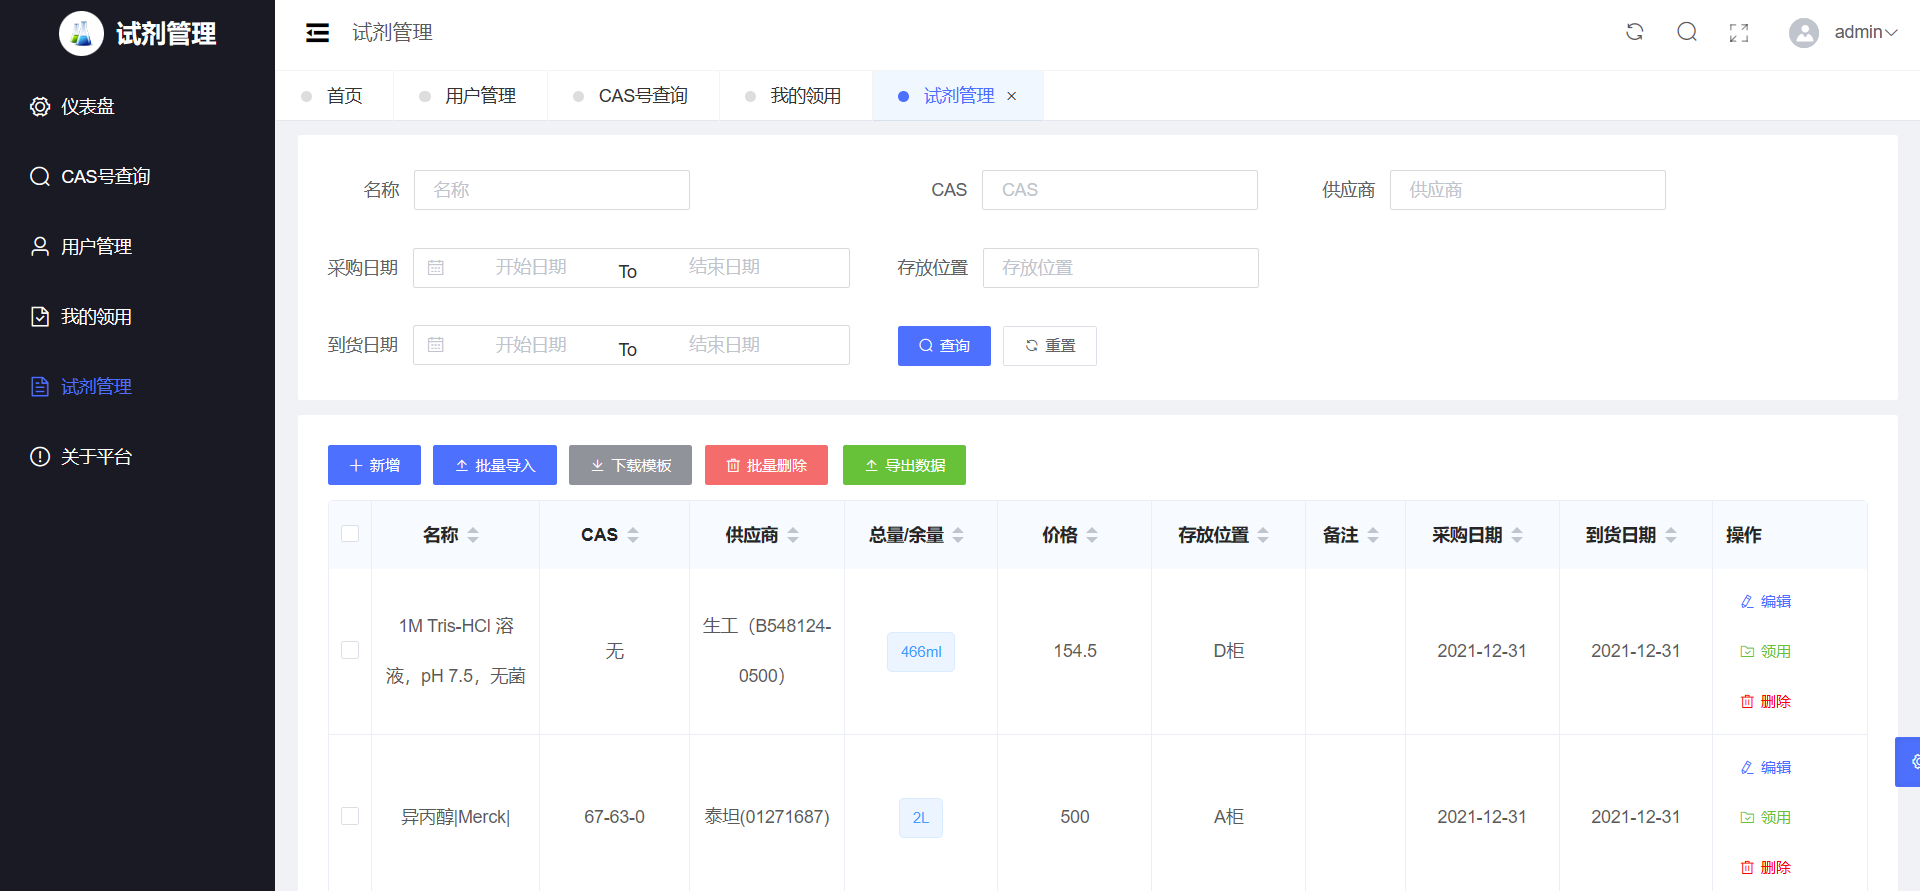 试剂管理
仪表盘
CAS号查询
用户管理
我的领用
试剂管理
关于平台
试剂管理
admin
首页
用户管理
CAS号查询
我的领用
试剂管理 ×
名称 名称 CAS CAS 供应商 供应商
采购日期 开始日期 To 结束日期 存放位置 存放位置
到货日期 开始日期 To 结束日期 查询 重置
新增 批量导入 下载模板 批量删除 导出数据
名称 CAS 供应商 总量/余量 价格 存放位置 备注 采购日期 到货日期 操作
1M Tris-HCl 溶
液，pH 7.5，无菌
无
生工（B548124-
0500）
466ml
154.5
D柜
2021-12-31
2021-12-31
编辑
领用
删除
异丙醇|Merck|
67-63-0
泰坦(01271687)
2L
500
A柜
2021-12-31
2021-12-31
编辑
领用
删除